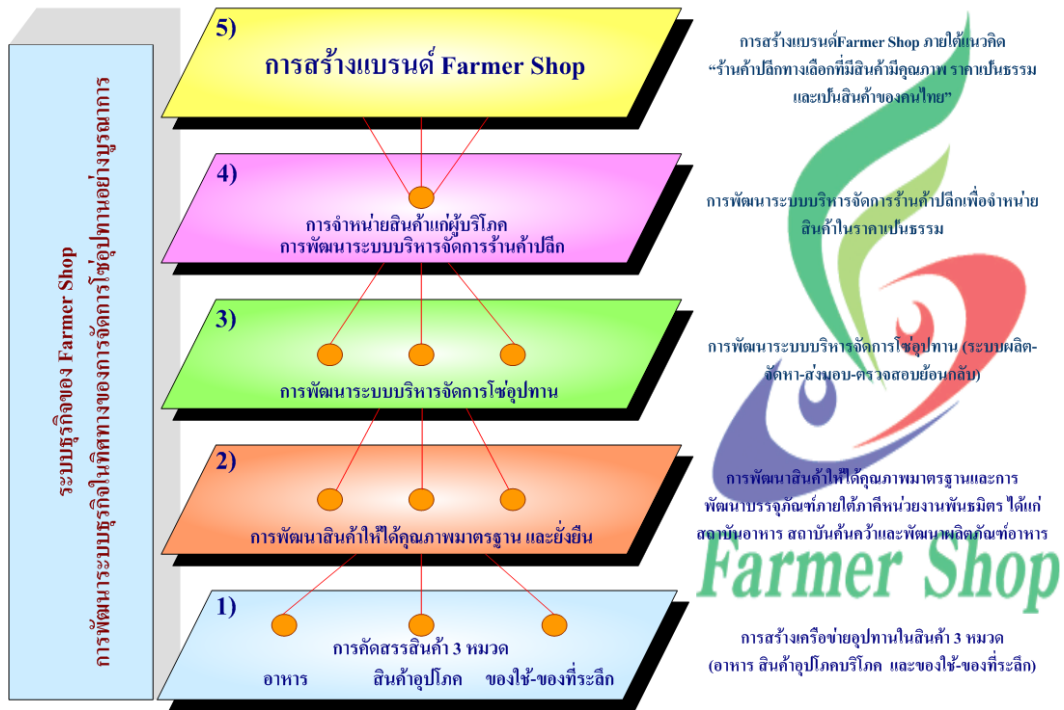 ระบบธุรกิจของ Farmer Shop
การพัฒนาระบบธุรกิจในทิศทางของการจัดการโซ่อุปทานอย่างบูรณาการ
5)
การสร้างแบรนด์ Farmer Shop
การสร้างแบรนด์Farmer Shop ภายใต้แนวคิด
“ร้านค้าปลีกทางเลือกที่มีสินค้ามีคุณภาพ ราคาเป็นธรรม
และเป็นสินค้าของคนไทย”
4)
การจำหน่ายสินค้าแก่ผู้บริโภค
การพัฒนาระบบบริหารจัดการร้านค้าปลีก
การพัฒนาระบบบริหารจัดการร้านค้าปลีกเพื่อจำหน่าย
สินค้าในราคาเป็นธรรม
3)
การพัฒนาระบบบริหารจัดการโซ่อุปทาน
การพัฒนาระบบบริหารจัดการโซ่อุปทาน (ระบบผลิต-
จัดหา-ส่งมอบ-ตรวจสอบย้อนกลับ)
2)
การพัฒนาสินค้าให้ได้คุณภาพมาตรฐาน และยั่งยืน
การพัฒนาสินค้าให้ได้คุณภาพมาตรฐานและการ
พัฒนาบรรจุภัณฑ์ภายใต้ภาคีหน่วยงานพันธมิตร ได้แก่
สถาบันอาหาร สถาบันค้นคว้าและพัฒนาผลิตภัณฑ์อาหาร
Farmer Shop
1)
การคัดสรรสินค้า 3 หมวด
อาหาร สินค้าอุปโภค ของใช้-ของที่ระลึก
การสร้างเครือข่ายอุปทานในสินค้า 3 หมวด
(อาหาร สินค้าอุปโภคบริโภค และของใช้-ของที่ระลึก)